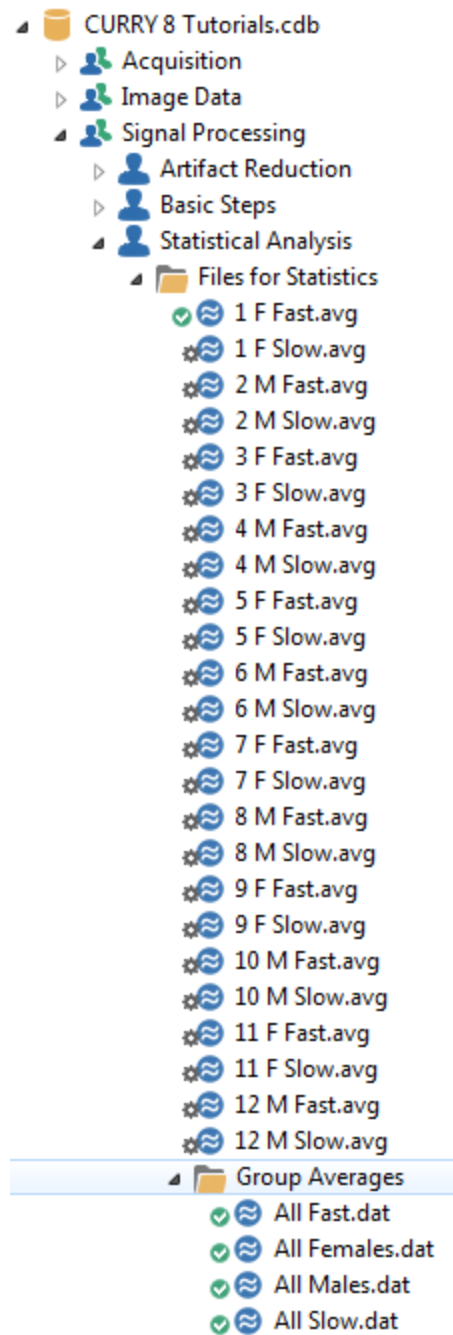 CURRY 8 Tutorials.cdb
Acquisition
Image Data
Signal Processing
Artifact Reduction
Basic Steps
Statistical Analysis
Files for Statistics
1 F Fast.avg
1 F Slow.avg
2 M Fast.avg
2 M Slow.avg
3 F Fast.avg
3 F Slow.avg
4 M Fast.avg
4 M Slow.avg
5 F Fast.avg
5 F Slow.avg
6 M Fast.avg
6 M Slow.avg
7 F Fast.avg
7 F Slow.avg
8 M Fast.avg
8 M Slow.avg
9 F Fast.avg
9 F Slow.avg
10 M Fast.avg
10 M Slow.avg
11 F Fast.avg
11 F Slow.avg
12 M Fast.avg
12 M Slow.avg
Group Averages
All Fast.dat
All Females.dat
All Males.dat
All Slow.dat